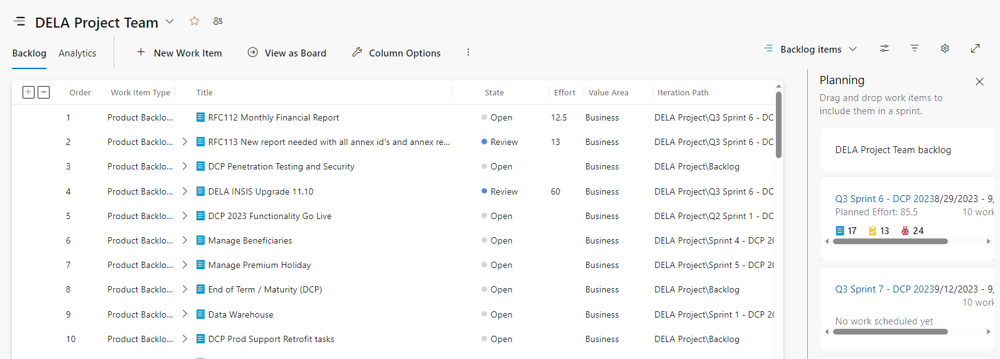 DELA Project Team
Backlog Analytics New Work Item View as Board Column Options Backlog items
Order Work Item Type Title State Effort Value Area Iteration Path
1 Product Backlo... RFC112 Monthly Financial Report Open 12.5 Business DELA Project\Q3 Sprint 6 - DC
2 Product Backlo... RFC113 New report needed with all annex id's and annex re... Review 13 Business DELA Project\Q3 Sprint 6 - DC
3 Product Backlo... DCP Penetration Testing and Security Open Business DELA Project\Backlog
4 Product Backlo... DELA INSIS Upgrade 11.10 Review 60 Business DELA Project\Q3 Sprint 6 - DC
5 Product Backlo... DCP 2023 Functionality Go Live Open Business DELA Project\Q2 Sprint 1 - DC
6 Product Backlo... Manage Beneficiaries Open Business DELA Project\Sprint 4 - DCP 20
7 Product Backlo... Manage Premium Holiday Open Business DELA Project\Sprint 5 - DCP 20
8 Product Backlo... End of Term / Maturity (DCP) Open Business DELA Project\Backlog
9 Product Backlo... Data Warehouse Open Business DELA Project\Sprint 1 - DCP 20
10 Product Backlo... DCP Prod Support Retrofit tasks Open Business DELA Project\Backlog
Planning
Drag and drop work items to
include them in a sprint.
DELA Project Team backlog
Q3 Sprint 6 - DCP 20238/29/2023 - 9/
Planned Effort: 85.5 10 work
17 13 24
Q3 Sprint 7 - DCP 20239/12/2023 - 9/
10 work
No work scheduled yet